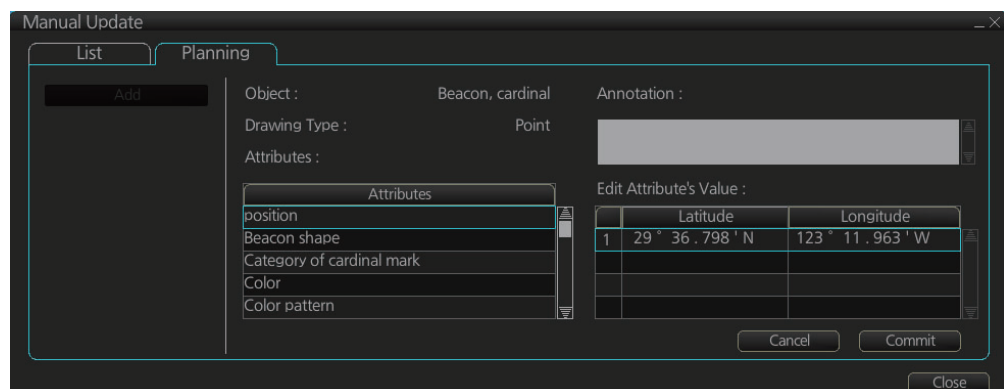 Manual Update
List Planning
Add
Object : Beacon, cardinal
Drawing Type : Point
Attributes :
Attributes
position
Beacon shape
Category of cardinal mark
Color
Color pattern
Annotation :
Edit Attribute's Value :
Latitude Longitude
1 29 ° 36 . 798 ' N 123 ° 11 . 963 ' W
Cancel Commit
Close